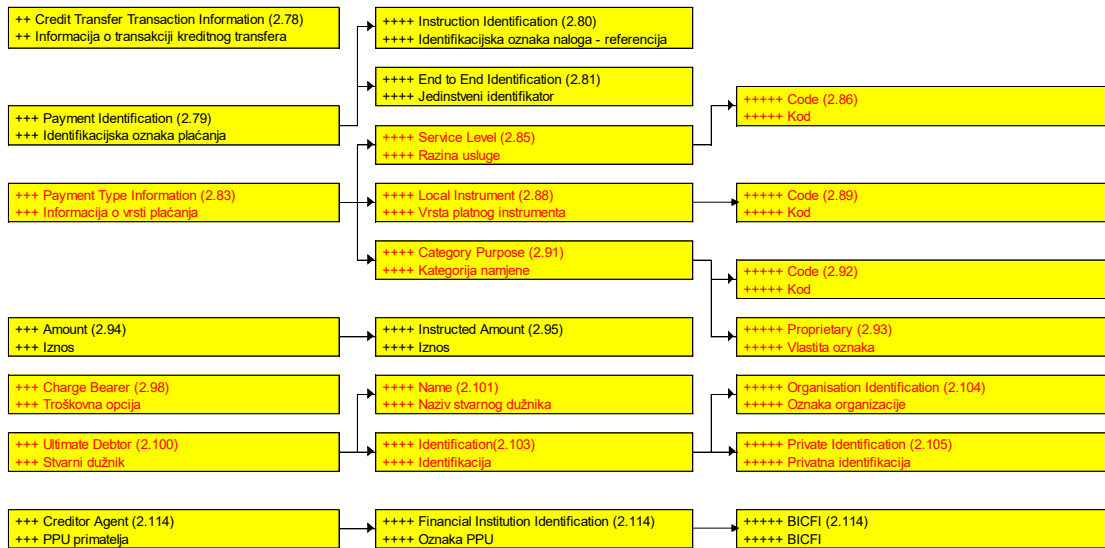 ++ Credit Transfer Transaction Information (2.78)
++ Informacija o transakciji kreditnog transfera
++++ Instruction Identification (2.80)
++++ Identifikacijska oznaka naloga - referencija
++++ End to End Identification (2.81)
++++ Jedinstveni identifikator
+++++ Code (2.86)
+++++ Kod
+++ Payment Identification (2.79)
+++ Identifikacijska oznaka plaćanja
++++ Service Level (2.85)
++++ Razina usluge
+++ Payment Type Information (2.83)
+++ Informacija o vrsti plaćanja
++++ Local Instrument (2.88)
++++ Vrsta platnog instrumenta
+++++ Code (2.89)
+++++ Kod
++++ Category Purpose (2.91)
++++ Kategorija namjene
+++++ Code (2.92)
+++++ Kod
+++ Amount (2.94)
+++ Iznos
++++ Instructed Amount (2.95)
++++ Iznos
+++++ Proprietary (2.93)
+++++ Vlastita oznaka
+++ Charge Bearer (2.98)
+++ Troškovna opcija
++++ Name (2.101)
++++ Naziv stvarnog dužnika
+++++ Organisation Identification (2.104)
+++++ Oznaka organizacije
+++ Ultimate Debtor (2.100)
+++ Stvarni dužnik
++++ Identification(2.103)
++++ Identifikacija
+++++ Private Identification (2.105)
+++++ Privatna identifikacija
+++ Creditor Agent (2.114)
+++ PPU primatelja
++++ Financial Institution Identification (2.114)
++++ Oznaka PPU
+++++ BICFI (2.114)
+++++ BICFI